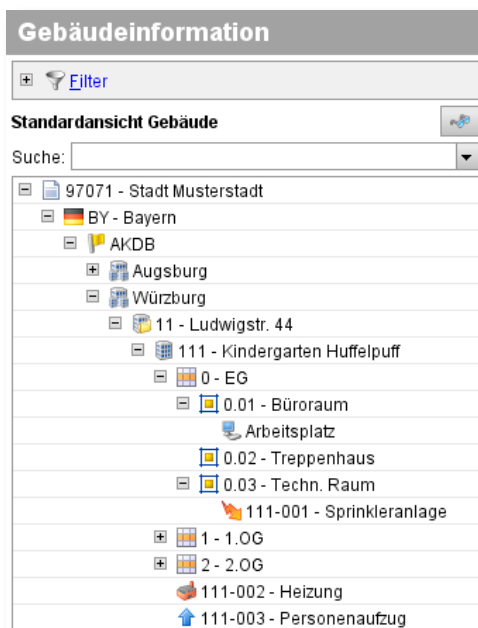 Gebäudeinformation
Filter
Standardansicht Gebäude
Suche:
97071 - Stadt Musterstadt
BY - Bayern
AKDB
Augsburg
Würzburg
11 - Ludwigstr. 44
111 - Kindergarten Huffelpuff
0 - EG
0.01 - Büroraum
Arbeitsplatz
0.02 - Treppenhaus
0.03 - Techn. Raum
111-001 - Sprinkleranlage
1 - 1.OG
2 - 2.OG
111-002 - Heizung
111-003 - Personenaufzug